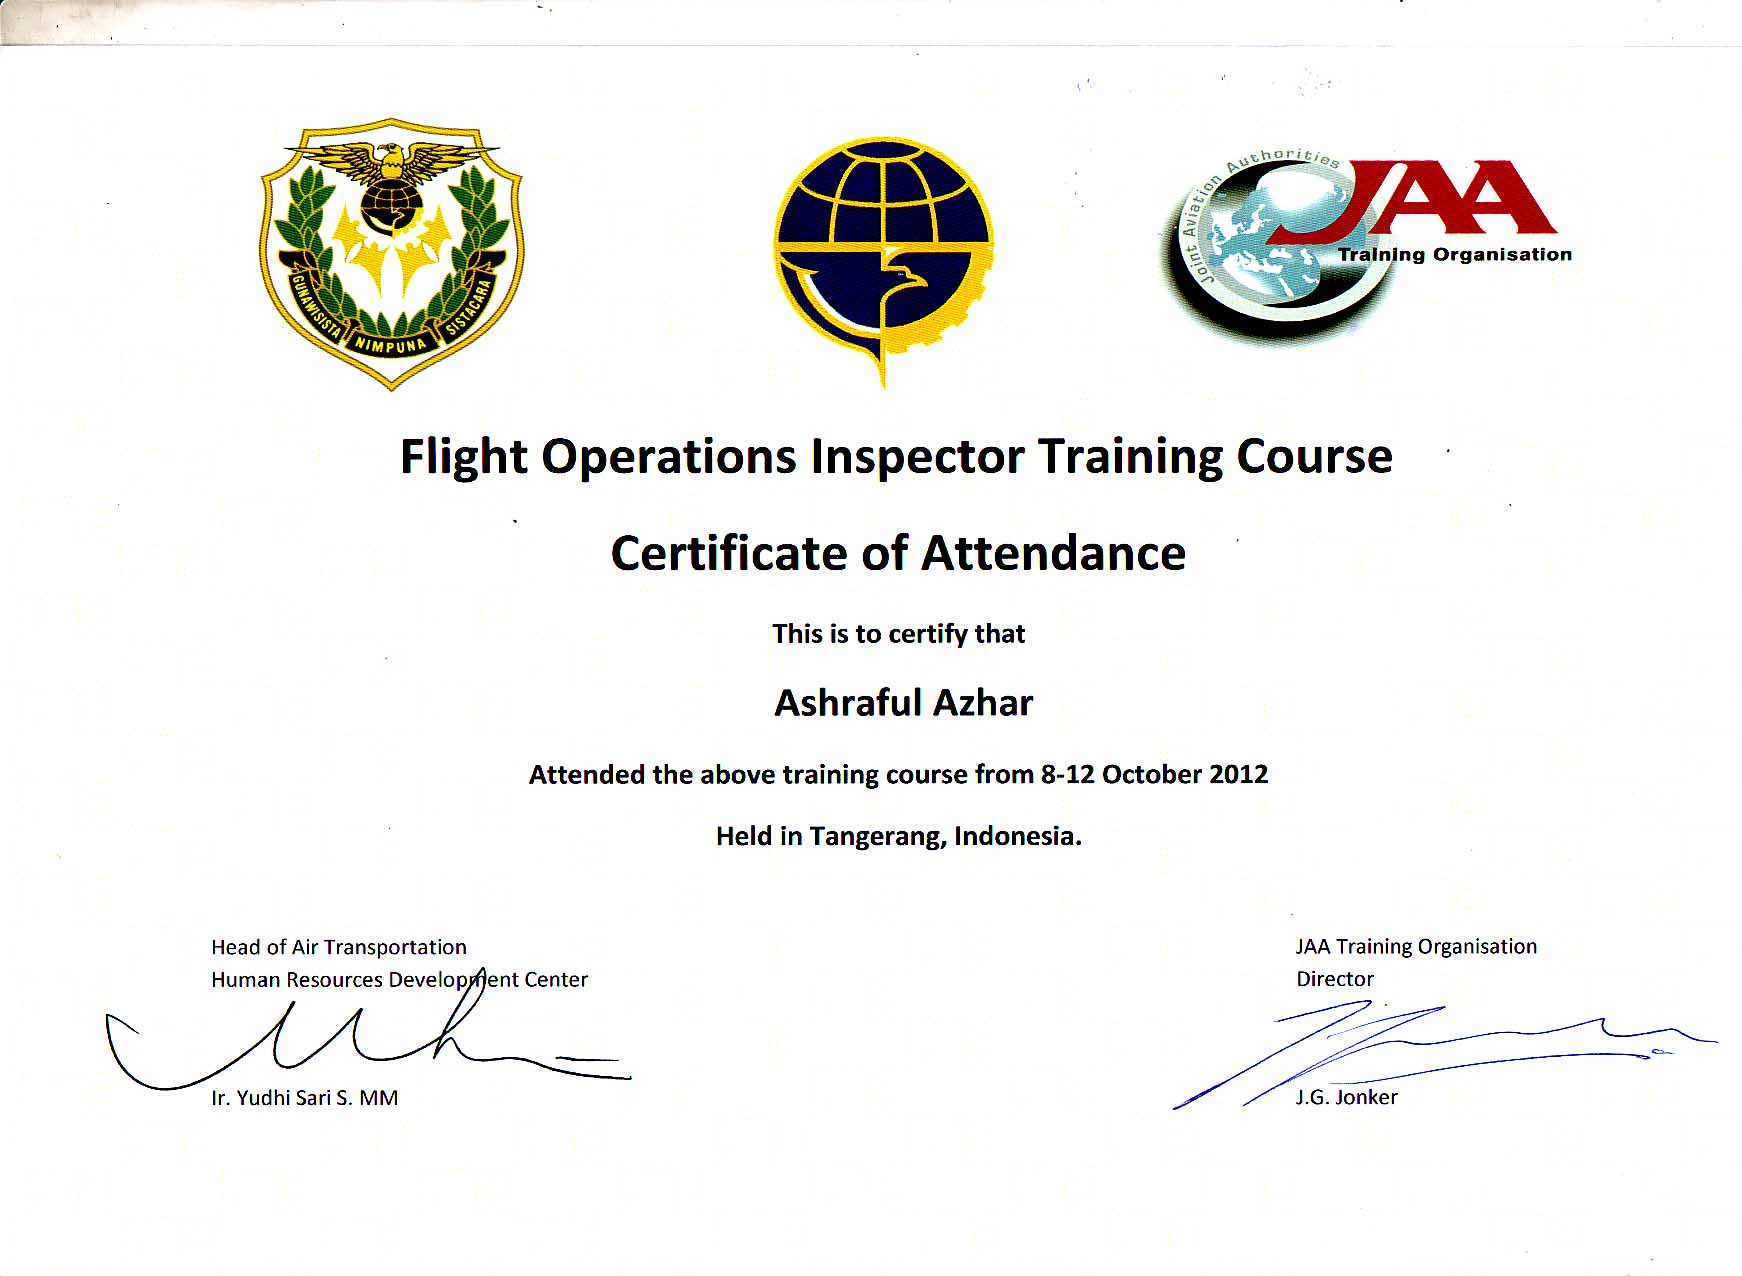 GUNAWISISTA NIMPUNA SISTACARA
Joint Aviation Authorities
JAA
Training Organisation
Flight Operations Inspector Training Course
Certificate of Attendance
This is to certify that
Ashraful Azhar
Attended the above training course from 8-12 October 2012
Held in Tangerang, Indonesia.
Head of Air Transportation
Human Resources Development Center
Ir. Yudhi Sari S. MM
JAA Training Organisation
Director
J.G. Jonker